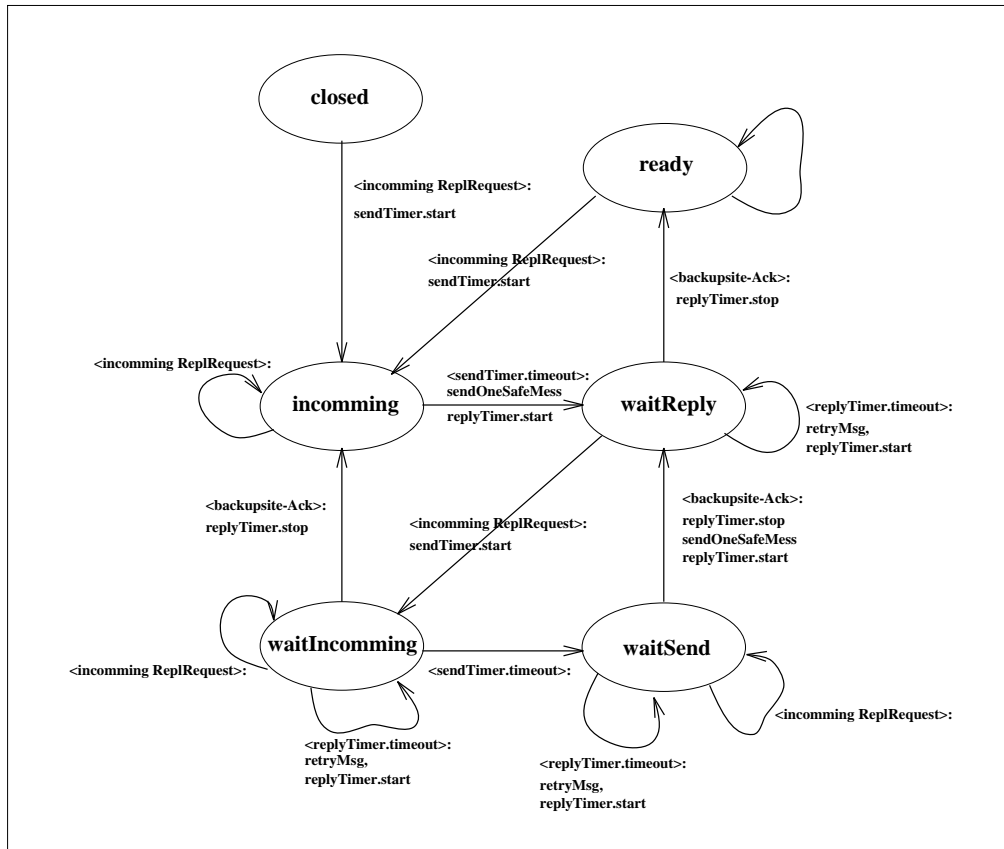 closed
ready
<incomming ReplRequest>:
sendTimer.start
<incomming ReplRequest>:
sendTimer.start
<backupsite-Ack>:
replyTimer.stop
<incomming ReplRequest>:
incomming
<sendTimer.timeout>:
sendOneSafeMess
replyTimer.start
waitReply
<replyTimer.timeout>:
retryMsg,
replyTimer.start
<backupsite-Ack>:
replyTimer.stop
<incomming ReplRequest>:
sendTimer.start
<backupsite-Ack>:
replyTimer.stop
sendOneSafeMess
replyTimer.start
waitIncomming
<incomming ReplRequest>:
<sendTimer.timeout>:
waitSend
<incomming ReplRequest>:
<replyTimer.timeout>:
retryMsg,
replyTimer.start
<replyTimer.timeout>:
retryMsg,
replyTimer.start